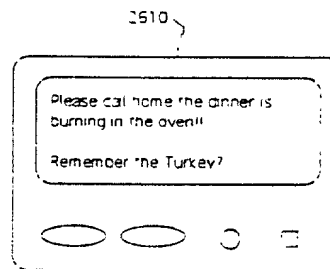 2610
Please call home the dinner is
burning in the oven!!
Remember the Turkey?